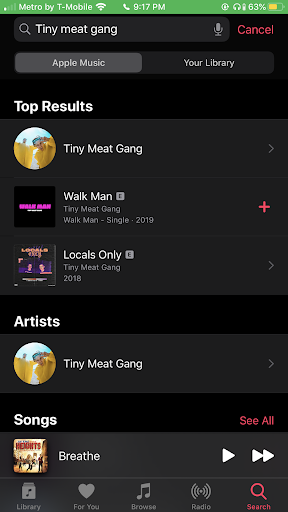 Metro by T-Mobile 9:17 PM 63%
Tiny meat gang Cancel
Apple Music Your Library
Top Results
Tiny Meat Gang
WALK MAN
Walk Man E
Tiny Meat Gang
Walk Man - Single · 2019
LOCALS
ONLY
Locals Only E
Tiny Meat Gang
2018
Artists
Tiny Meat Gang
Songs See All
HEIGHTS
Breathe
Library For You Browse Radio Search